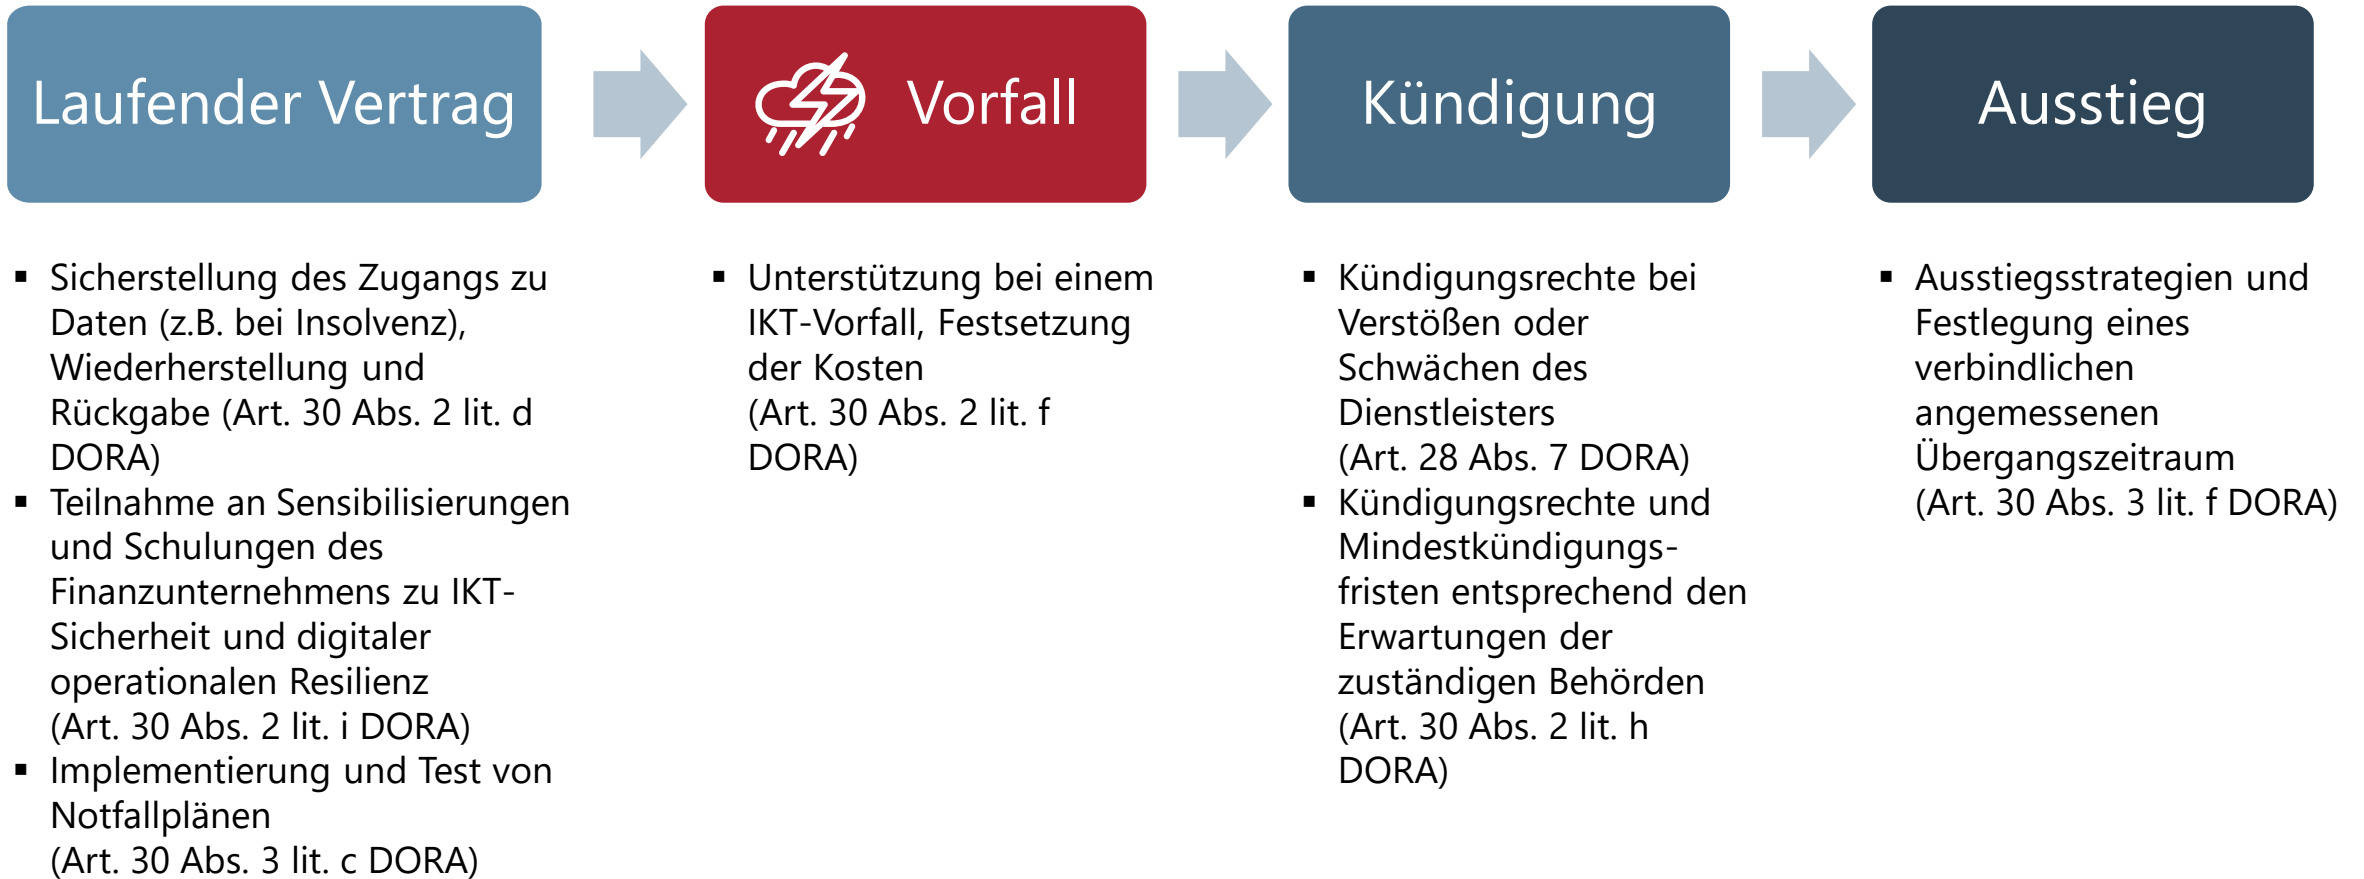 Laufender Vertrag
Vorfall
Kündigung
Ausstieg
▪ Sicherstellung des Zugangs zu
Daten (z.B. bei Insolvenz),
Wiederherstellung und
Rückgabe (Art. 30 Abs. 2 lit. d
DORA)
▪ Teilnahme an Sensibilisierungen
und Schulungen des
Finanzunternehmens zu IKT-
Sicherheit und digitaler
operationalen Resilienz
(Art. 30 Abs. 2 lit. i DORA)
▪ Implementierung und Test von
Notfallplänen
(Art. 30 Abs. 3 lit. c DORA)
▪ Unterstützung bei einem
IKT-Vorfall, Festsetzung
der Kosten
(Art. 30 Abs. 2 lit. f
DORA)
▪ Kündigungsrechte bei
Verstößen oder
Schwächen des
Dienstleisters
(Art. 28 Abs. 7 DORA)
▪ Kündigungsrechte und
Mindestkündigungs-
fristen entsprechend den
Erwartungen der
zuständigen Behörden
(Art. 30 Abs. 2 lit. h
DORA)
▪ Ausstiegsstrategien und
Festlegung eines
verbindlichen
angemessenen
Übergangszeitraum
(Art. 30 Abs. 3 lit. f DORA)